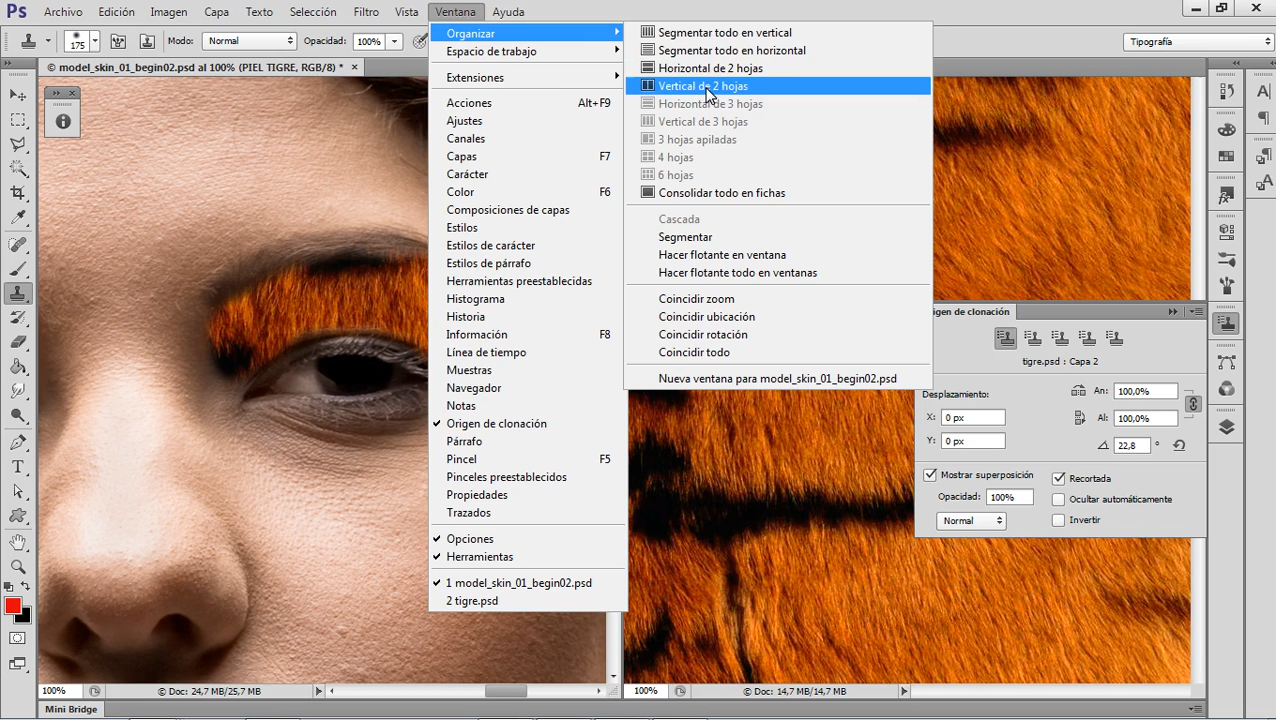 Ps Archivo Edición Imagen Capa Texto Selección Filtro Vista Ventana Ayuda
175 Modo: Normal Opacidad: 100% Tipografía
© model_skin_01_begin02.psd al 100% (PIEL TIGRE, RGB/8) * ×
Organizar
Espacio de trabajo
Extensiones
Acciones Alt+F9
Ajustes
Canales
Capas F7
Carácter
Color F6
Composiciones de capas
Estilos
Estilos de carácter
Estilos de párrafo
Herramientas preestablecidas
Histograma
Historia
Información F8
Línea de tiempo
Muestras
Navegador
Notas
Origen de clonación
Párrafo
Pincel F5
Pinceles preestablecidos
Propiedades
Trazados
Opciones
Herramientas
1 model_skin_01_begin02.psd
2 tigre.psd
Segmentar todo en vertical
Segmentar todo en horizontal
Horizontal de 2 hojas
Vertical de 2 hojas
Horizontal de 3 hojas
Vertical de 3 hojas
3 hojas apiladas
4 hojas
6 hojas
Consolidar todo en fichas
Cascada
Segmentar
Hacer flotante en ventana
Hacer flotante todo en ventanas
Coincidir zoom
Coincidir ubicación
Coincidir rotación
Coincidir todo
Nueva ventana para model_skin_01_begin02.psd
igen de clonación
tigre.psd : Capa 2
Desplazamiento: An: 100,0%
X: 0 px Al: 100,0%
Y: 0 px 22,8 °
Mostrar superposición Recortada
Opacidad: 100% Ocultar automáticamente
Normal Invertir
100% © Doc: 24,7 MB/25,7 MB
100% © Doc: 14,7 MB/14,7 MB
Mini Bridge